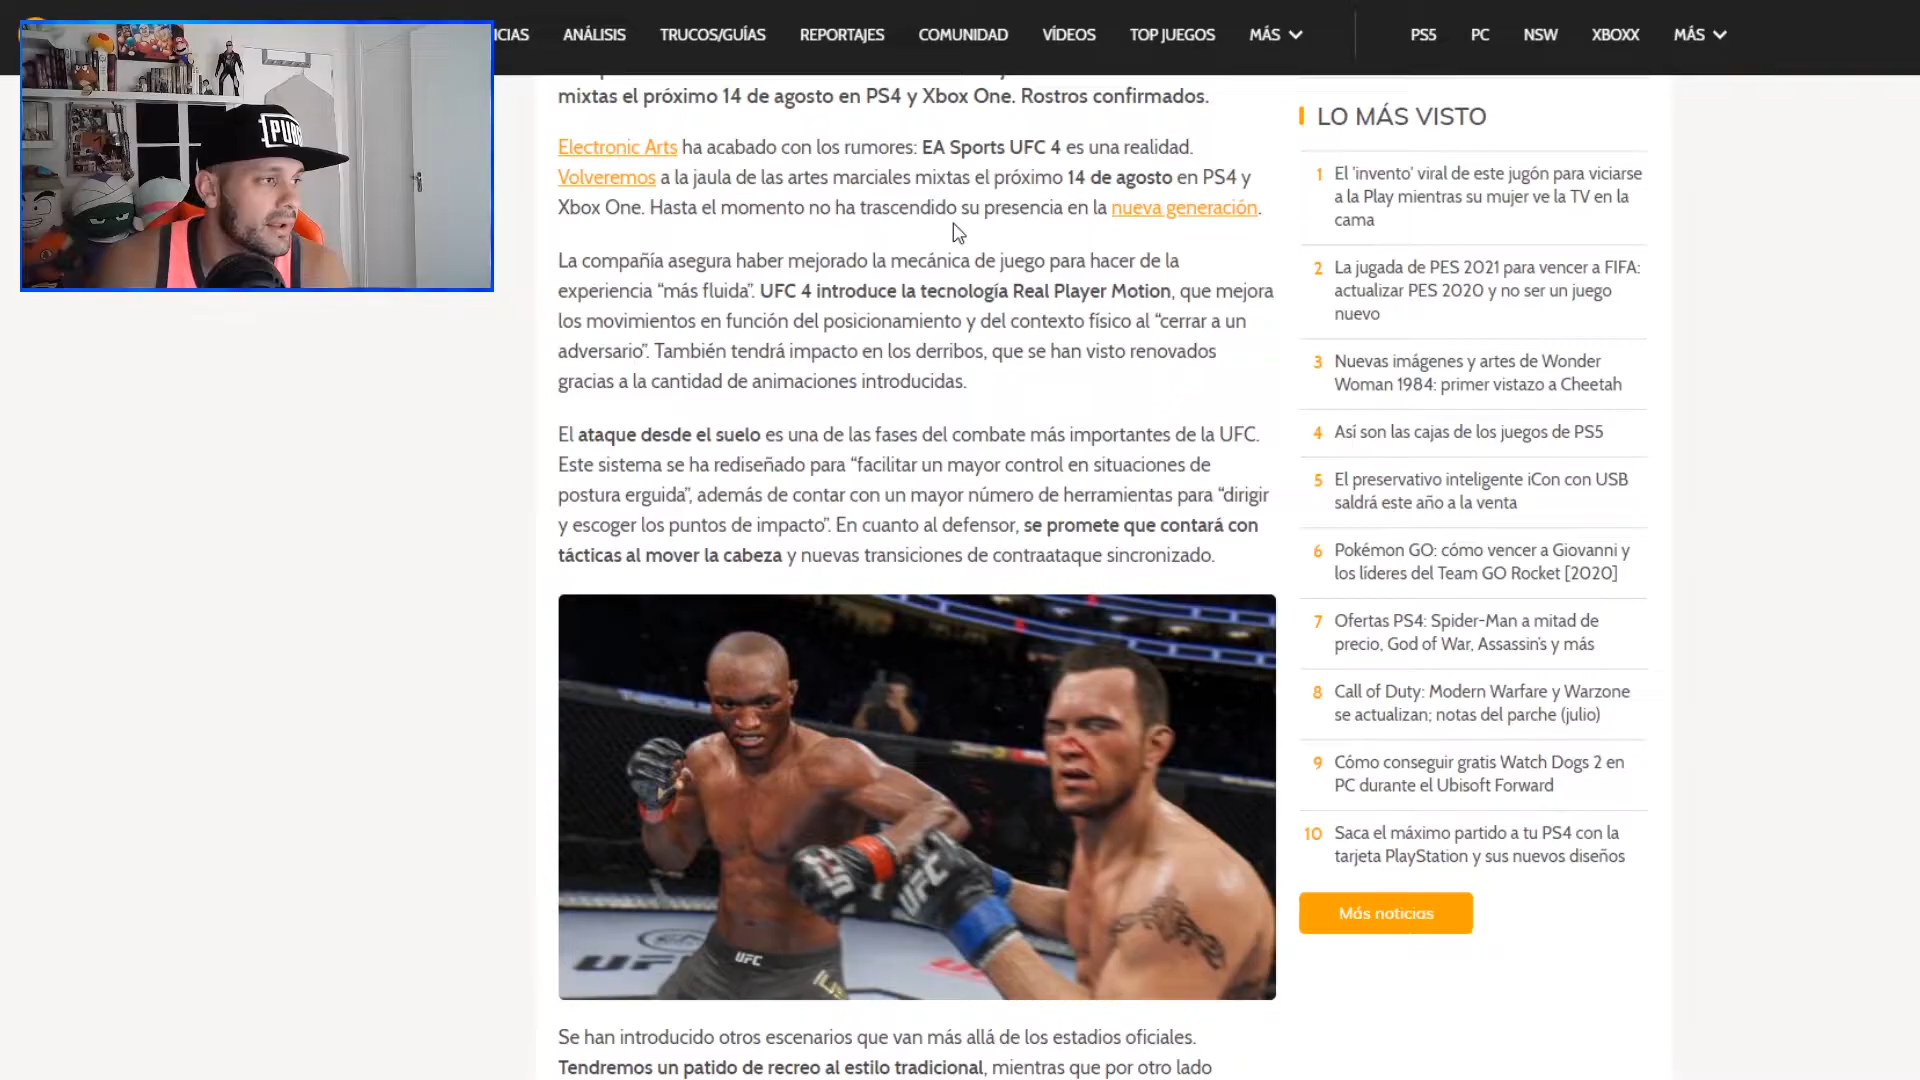 ICIAS ANÁLISIS TRUCOS/GUÍAS REPORTAJES COMUNIDAD VÍDEOS TOP JUEGOS MÁS PS5 PC NSW XBOXX MÁS
mixtas el próximo 14 de agosto en PS4 y Xbox One. Rostros confirmados.
Electronic Arts ha acabado con los rumores: EA Sports UFC 4 es una realidad.
Volveremos a la jaula de las artes marciales mixtas el próximo 14 de agosto en PS4 y
Xbox One. Hasta el momento no ha trascendido su presencia en la nueva generación.
La compañía asegura haber mejorado la mecánica de juego para hacer de la
experiencia “más fluida”. UFC 4 introduce la tecnología Real Player Motion, que mejora
los movimientos en función del posicionamiento y del contexto físico al “cerrar a un
adversario”. También tendrá impacto en los derribos, que se han visto renovados
gracias a la cantidad de animaciones introducidas.
El ataque desde el suelo es una de las fases del combate más importantes de la UFC.
Este sistema se ha rediseñado para “facilitar un mayor control en situaciones de
postura erguida”, además de contar con un mayor número de herramientas para “dirigir
y escoger los puntos de impacto”. En cuanto al defensor, se promete que contará con
tácticas al mover la cabeza y nuevas transiciones de contraataque sincronizado.
UFC
UFC
Se han introducido otros escenarios que van más allá de los estadios oficiales.
Tendremos un patido de recreo al estilo tradicional, mientras que por otro lado
LO MÁS VISTO
1 El 'invento' viral de este jugón para viciarse
a la Play mientras su mujer ve la TV en la
cama
2 La jugada de PES 2021 para vencer a FIFA:
actualizar PES 2020 y no ser un juego
nuevo
3 Nuevas imágenes y artes de Wonder
Woman 1984: primer vistazo a Cheetah
4 Así son las cajas de los juegos de PS5
5 El preservativo inteligente iCon con USB
saldrá este año a la venta
6 Pokémon GO: cómo vencer a Giovanni y
los líderes del Team GO Rocket [2020]
7 Ofertas PS4: Spider-Man a mitad de
precio, God of War, Assassin's y más
8 Call of Duty: Modern Warfare y Warzone
se actualizan; notas del parche (julio)
9 Cómo conseguir gratis Watch Dogs 2 en
PC durante el Ubisoft Forward
10 Saca el máximo partido a tu PS4 con la
tarjeta PlayStation y sus nuevos diseños
Más noticias